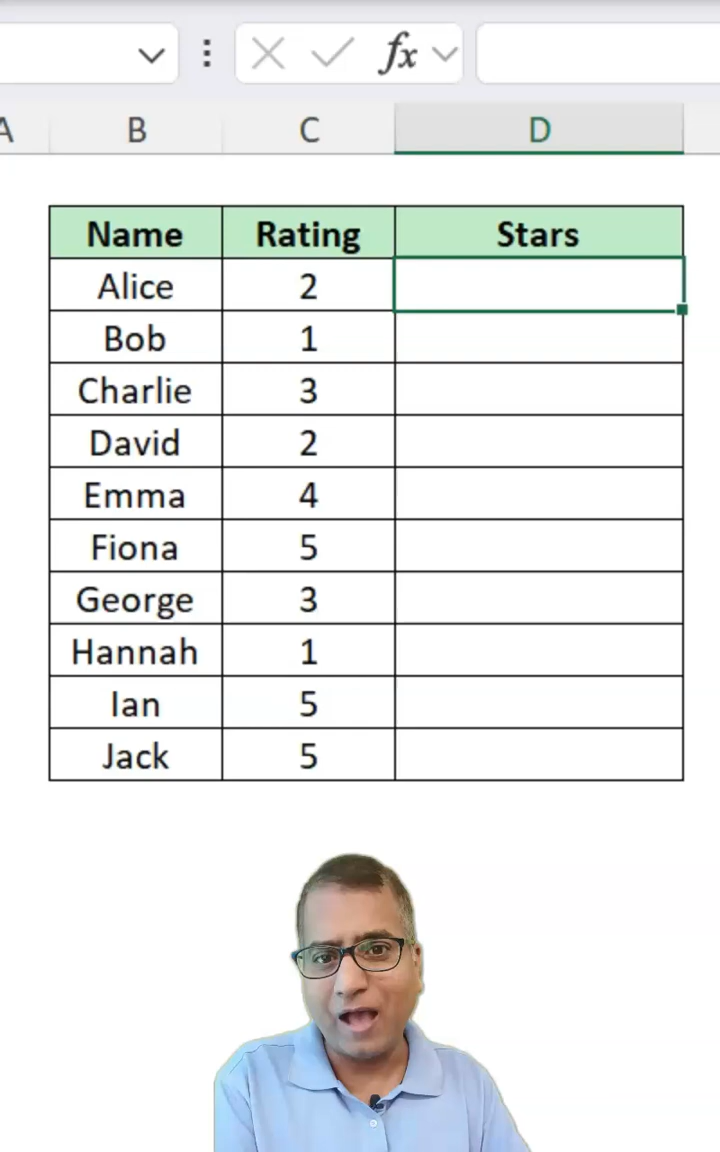 fx
A B C D
Name Rating Stars
Alice 2
Bob 1
Charlie 3
David 2
Emma 4
Fiona 5
George 3
Hannah 1
Ian 5
Jack 5